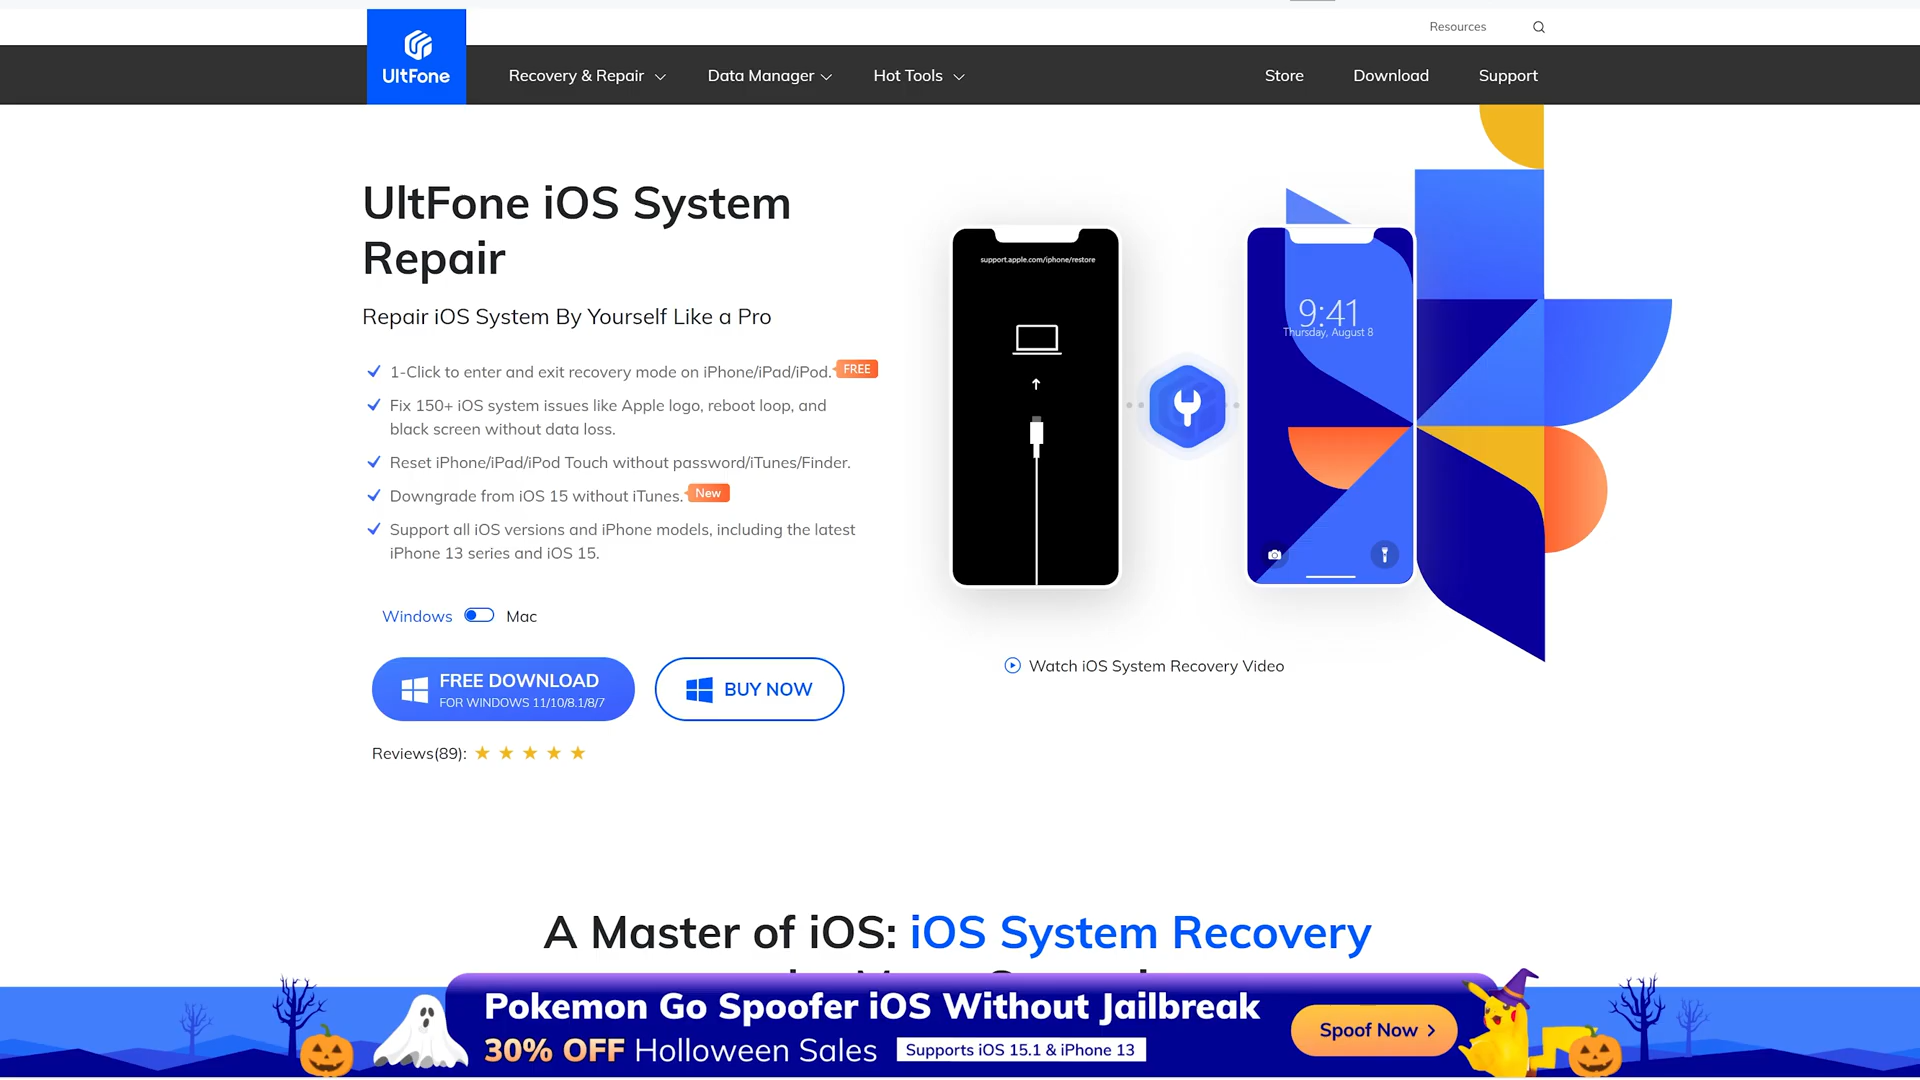 Resources
UltFone
Recovery & Repair
Data Manager
Hot Tools
Store
Download
Support
UltFone iOS System
Repair
Repair iOS System By Yourself Like a Pro
1-Click to enter and exit recovery mode on iPhone/iPad/iPod. FREE
Fix 150+ iOS system issues like Apple logo, reboot loop, and
black screen without data loss.
Reset iPhone/iPad/iPod Touch without password/iTunes/Finder.
Downgrade from iOS 15 without iTunes. New
Support all iOS versions and iPhone models, including the latest
iPhone 13 series and iOS 15.
Windows Mac
FREE DOWNLOAD
FOR WINDOWS 11/10/8.1/8/7
BUY NOW
Reviews(89):
support.apple.com/iphone/restore
9:41
Thursday, August 8
Watch iOS System Recovery Video
A Master of iOS: iOS System Recovery
Pokemon Go Spoofer iOS Without Jailbreak
30% OFF Holloween Sales
Supports iOS 15.1 & iPhone 13
Spoof Now